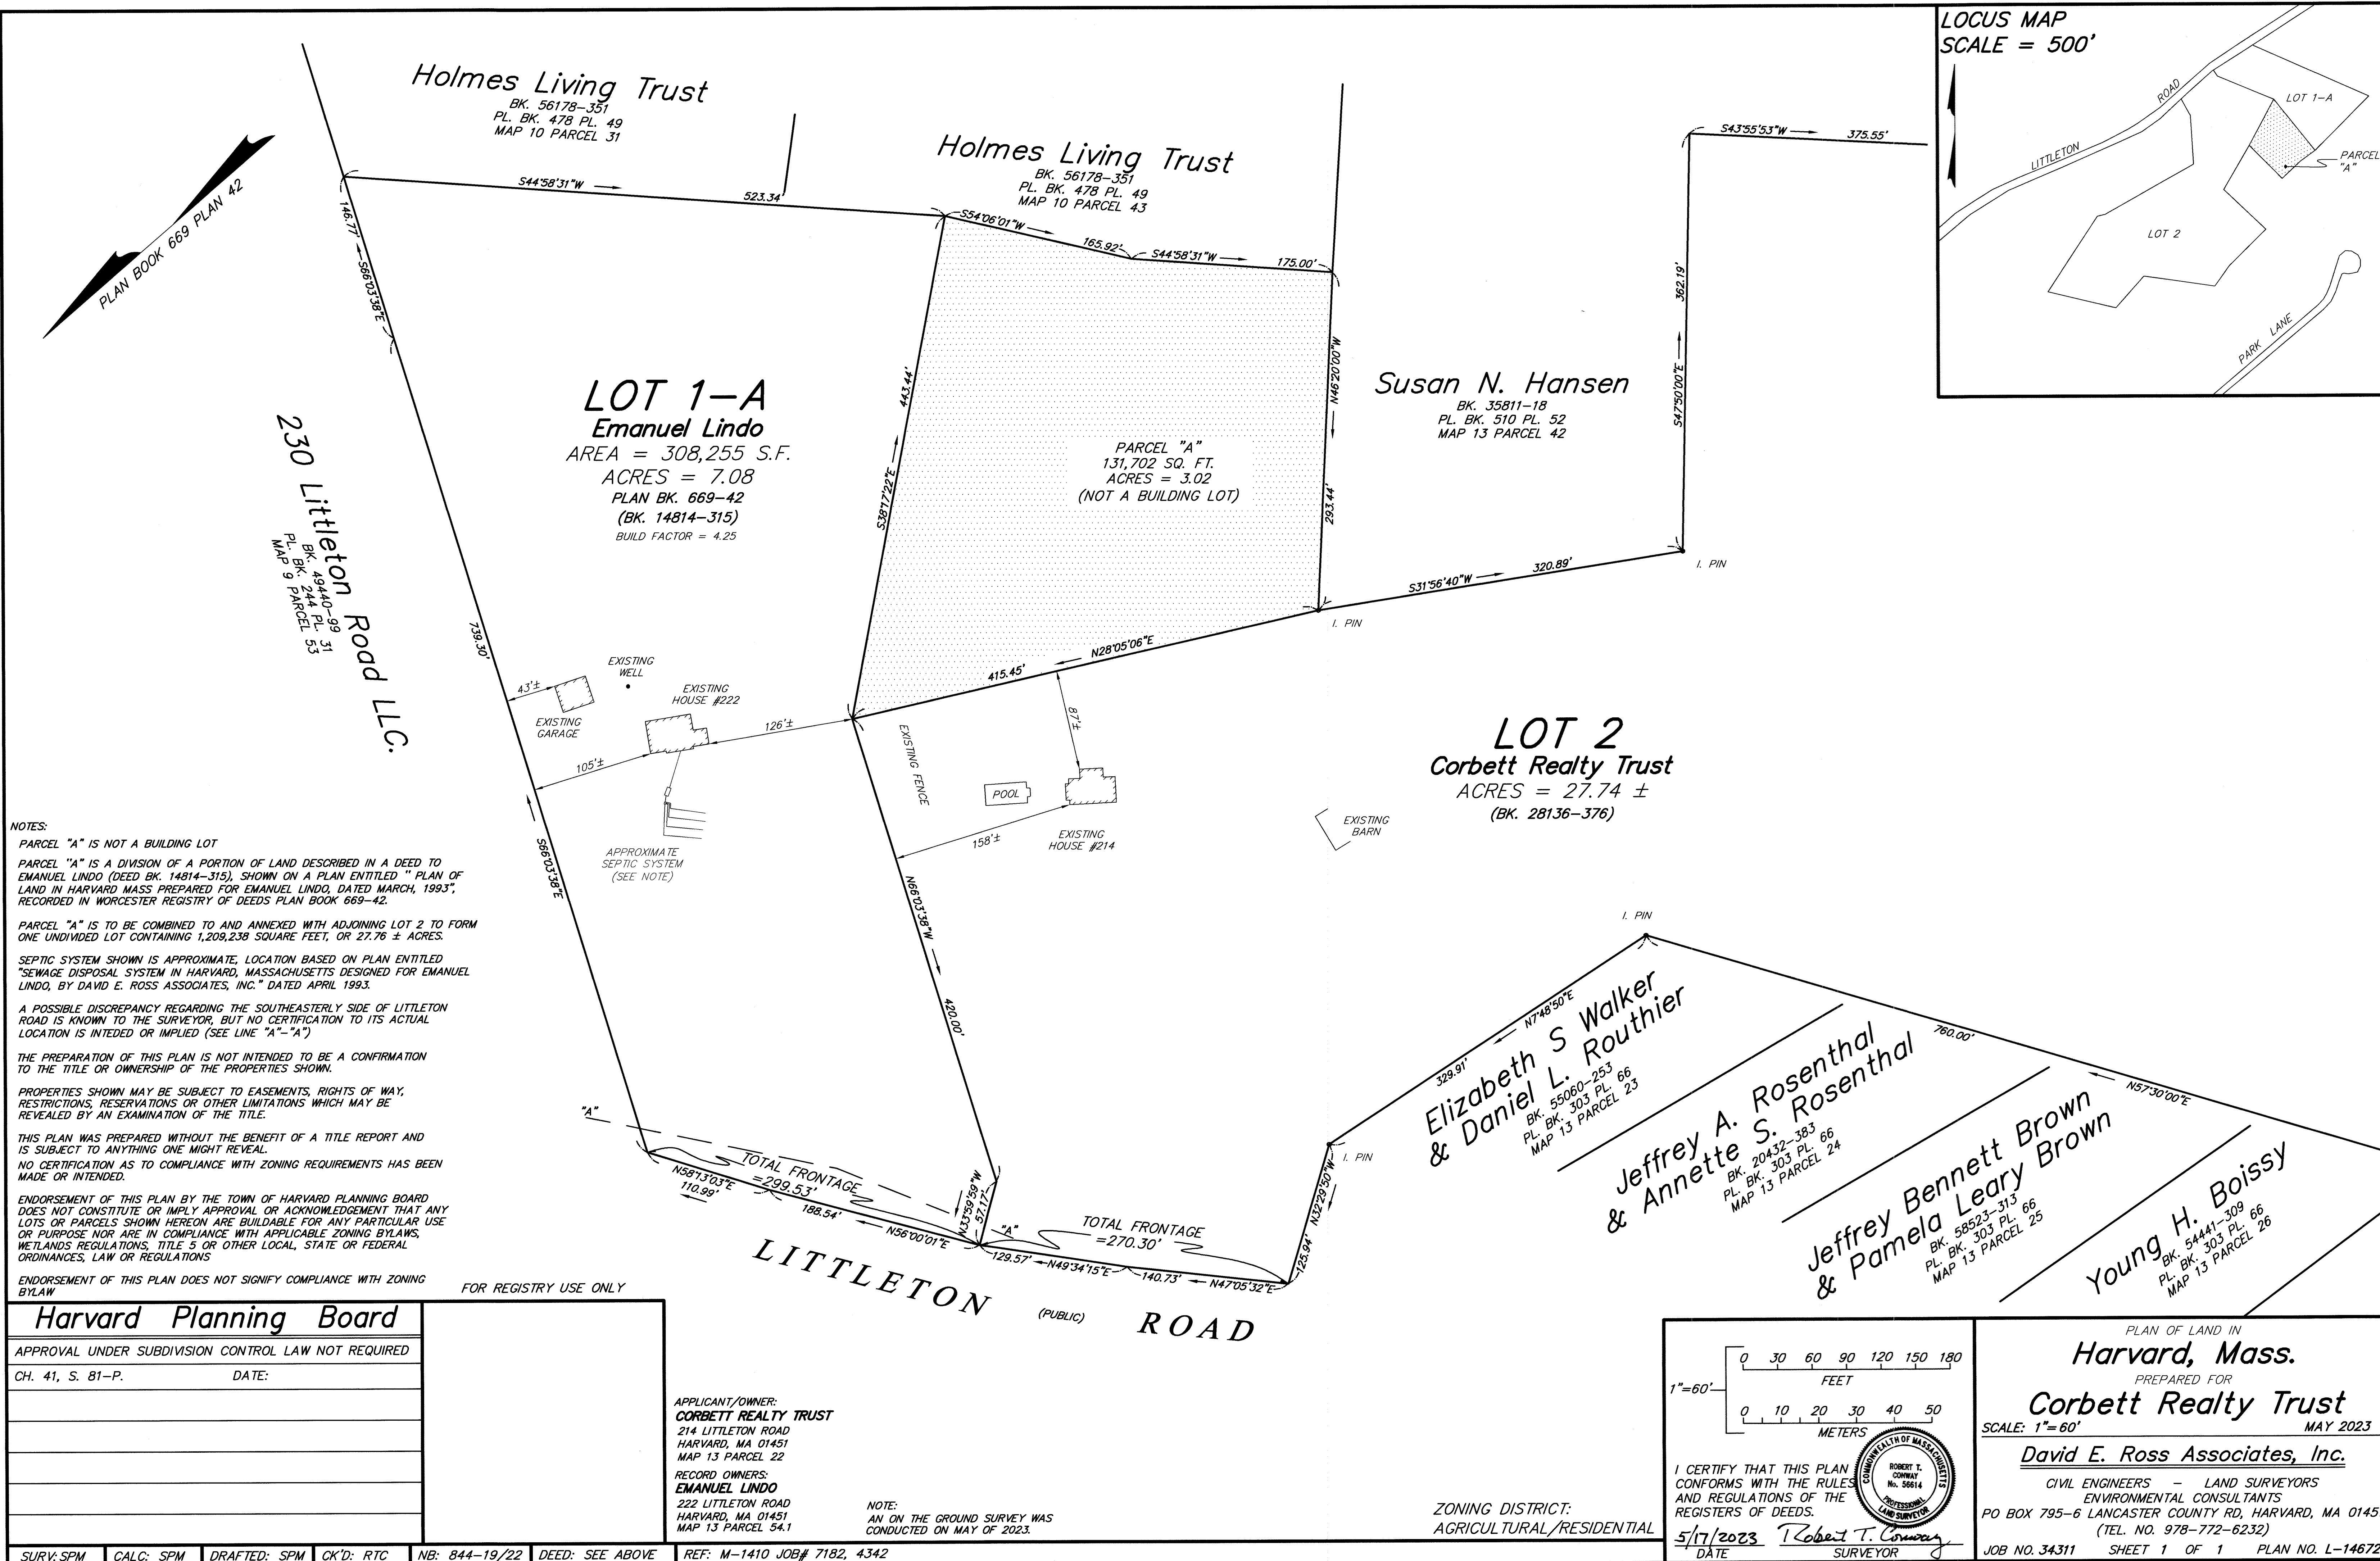 LOCUS MAP
SCALE = 500'
ROAD
LITTLETON
LOT 1-A
PARCEL
"A"
LOT 2
PARK LANE
PLAN BOOK 669 PLAN 42
Holmes Living Trust
BK. 56178-351
PL. BK. 478 PL. 49
MAP 10 PARCEL 31
Holmes Living Trust
BK. 56178-351
PL. BK. 478 PL. 49
MAP 10 PARCEL 43
S43°55'53"W
375.55'
S44°58'31"W
523.34'
S54°06'01"W
165.92'
S44°58'31"W
175.00'
146.77'
S66°03'38"E
443.44'
S38°17'22"E
N46°20'00"W
293.44'
362.19'
S47°50'00"E
LOT 1-A
Emanuel Lindo
AREA = 308,255 S.F.
ACRES = 7.08
PLAN BK. 669-42
(BK. 14814-315)
BUILD FACTOR = 4.25
PARCEL "A"
131,702 SQ. FT.
ACRES = 3.02
(NOT A BUILDING LOT)
Susan N. Hansen
BK. 35811-18
PL. BK. 510 PL. 52
MAP 13 PARCEL 42
230 Littleton Road LLC.
BK. 49440-99
PL. BK. 244 PL. 31
MAP 9 PARCEL 53
739.30'
S31°56'40"W
320.89'
I. PIN
I. PIN
N28°05'06"E
415.45'
EXISTING
WELL
43'±
EXISTING
GARAGE
EXISTING
HOUSE #222
126'±
105'±
APPROXIMATE
SEPTIC SYSTEM
(SEE NOTE)
S66°03'38"E
EXISTING FENCE
87'±
POOL
158'±
EXISTING
HOUSE #214
EXISTING
BARN
LOT 2
Corbett Realty Trust
ACRES = 27.74 ±
(BK. 28136-376)
N66°03'38"W
420.00'
I. PIN
N7°48'50"E
329.91'
760.00'
N57°30'00"E
Elizabeth S Walker
& Daniel L. Routhier
BK. 55060-253
PL. BK. 303 PL. 66
MAP 13 PARCEL 23
Jeffrey A. Rosenthal
& Annette S. Rosenthal
BK. 20432-383
PL. BK. 303 PL. 66
MAP 13 PARCEL 24
Jeffrey Bennett Brown
& Pamela Leary Brown
BK. 58523-313
PL. BK. 303 PL. 66
MAP 13 PARCEL 25
Young H. Boissy
BK. 54441-309
PL. BK. 303 PL. 66
MAP 13 PARCEL 26
I. PIN
N32°29'50"W
125.94'
"A"
TOTAL FRONTAGE
=299.53'
N58°13'03"E
110.99'
188.54'
N56°00'01"E
N33°59'59"W
57.17'
"A"
TOTAL FRONTAGE
=270.30'
129.57'
N49°34'15"E
140.73'
N47°05'32"E
LITTLETON (PUBLIC) ROAD
NOTES:
PARCEL "A" IS NOT A BUILDING LOT
PARCEL "A" IS A DIVISION OF A PORTION OF LAND DESCRIBED IN A DEED TO
EMANUEL LINDO (DEED BK. 14814-315), SHOWN ON A PLAN ENTITLED " PLAN OF
LAND IN HARVARD MASS PREPARED FOR EMANUEL LINDO, DATED MARCH, 1993",
RECORDED IN WORCESTER REGISTRY OF DEEDS PLAN BOOK 669-42.
PARCEL "A" IS TO BE COMBINED TO AND ANNEXED WITH ADJOINING LOT 2 TO FORM
ONE UNDIVIDED LOT CONTAINING 1,209,238 SQUARE FEET, OR 27.76 ± ACRES.
SEPTIC SYSTEM SHOWN IS APPROXIMATE, LOCATION BASED ON PLAN ENTITLED
"SEWAGE DISPOSAL SYSTEM IN HARVARD, MASSACHUSETTS DESIGNED FOR EMANUEL
LINDO, BY DAVID E. ROSS ASSOCIATES, INC." DATED APRIL 1993.
A POSSIBLE DISCREPANCY REGARDING THE SOUTHEASTERLY SIDE OF LITTLETON
ROAD IS KNOWN TO THE SURVEYOR, BUT NO CERTIFICATION TO ITS ACTUAL
LOCATION IS INTEDED OR IMPLIED (SEE LINE "A"-"A")
THE PREPARATION OF THIS PLAN IS NOT INTENDED TO BE A CONFIRMATION
TO THE TITLE OR OWNERSHIP OF THE PROPERTIES SHOWN.
PROPERTIES SHOWN MAY BE SUBJECT TO EASEMENTS, RIGHTS OF WAY,
RESTRICTIONS, RESERVATIONS OR OTHER LIMITATIONS WHICH MAY BE
REVEALED BY AN EXAMINATION OF THE TITLE.
THIS PLAN WAS PREPARED WITHOUT THE BENEFIT OF A TITLE REPORT AND
IS SUBJECT TO ANYTHING ONE MIGHT REVEAL.
NO CERTIFICATION AS TO COMPLIANCE WITH ZONING REQUIREMENTS HAS BEEN
MADE OR INTENDED.
ENDORSEMENT OF THIS PLAN BY THE TOWN OF HARVARD PLANNING BOARD
DOES NOT CONSTITUTE OR IMPLY APPROVAL OR ACKNOWLEDGEMENT THAT ANY
LOTS OR PARCELS SHOWN HEREON ARE BUILDABLE FOR ANY PARTICULAR USE
OR PURPOSE NOR ARE IN COMPLIANCE WITH APPLICABLE ZONING BYLAWS,
WETLANDS REGULATIONS, TITLE 5 OR OTHER LOCAL, STATE OR FEDERAL
ORDINANCES, LAW OR REGULATIONS
ENDORSEMENT OF THIS PLAN DOES NOT SIGNIFY COMPLIANCE WITH ZONING
BYLAW
FOR REGISTRY USE ONLY
Harvard Planning Board
APPROVAL UNDER SUBDIVISION CONTROL LAW NOT REQUIRED
CH. 41, S. 81-P. DATE:
APPLICANT/OWNER:
CORBETT REALTY TRUST
214 LITTLETON ROAD
HARVARD, MA 01451
MAP 13 PARCEL 22
RECORD OWNERS:
EMANUEL LINDO
222 LITTLETON ROAD
HARVARD, MA 01451
MAP 13 PARCEL 54.1
NOTE:
AN ON THE GROUND SURVEY WAS
CONDUCTED ON MAY OF 2023.
ZONING DISTRICT:
AGRICULTURAL/RESIDENTIAL
1"=60'
0 30 60 90 120 150 180
FEET
0 10 20 30 40 50
METERS
I CERTIFY THAT THIS PLAN
CONFORMS WITH THE RULES
AND REGULATIONS OF THE
REGISTERS OF DEEDS.
COMMONWEALTH OF MASSACHUSETTS
ROBERT T.
CONWAY
No. 56614
PROFESSIONAL
LAND SURVEYOR
5/17/2023 Robert T. Conway
DATE SURVEYOR
PLAN OF LAND IN
Harvard, Mass.
PREPARED FOR
Corbett Realty Trust
SCALE: 1"=60' MAY 2023
David E. Ross Associates, Inc.
CIVIL ENGINEERS - LAND SURVEYORS
ENVIRONMENTAL CONSULTANTS
PO BOX 795-6 LANCASTER COUNTY RD, HARVARD, MA 0145
(TEL. NO. 978-772-6232)
JOB NO. 34311 SHEET 1 OF 1 PLAN NO. L-14672
SURV: SPM CALC: SPM DRAFTED: SPM CK'D: RTC NB: 844-19/22 DEED: SEE ABOVE REF: M-1410 JOB# 7182, 4342